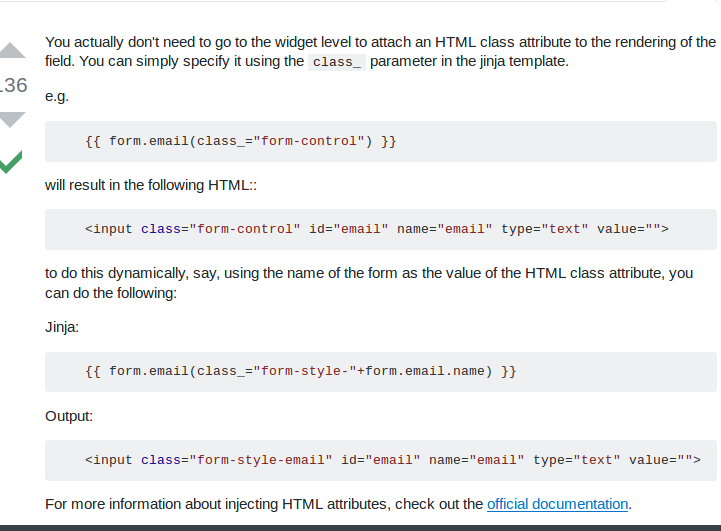 You actually don't need to go to the widget level to attach an HTML class attribute to the rendering of the
field. You can simply specify it using the class_ parameter in the jinja template.
36
e.g.
{{ form.email(class_="form-control") }}
will result in the following HTML::
<input class="form-control" id="email" name="email" type="text" value="">
to do this dynamically, say, using the name of the form as the value of the HTML class attribute, you
can do the following:
Jinja:
{{ form.email(class_="form-style-"+form.email.name) }}
Output:
<input class="form-style-email" id="email" name="email" type="text" value="">
For more information about injecting HTML attributes, check out the official documentation.